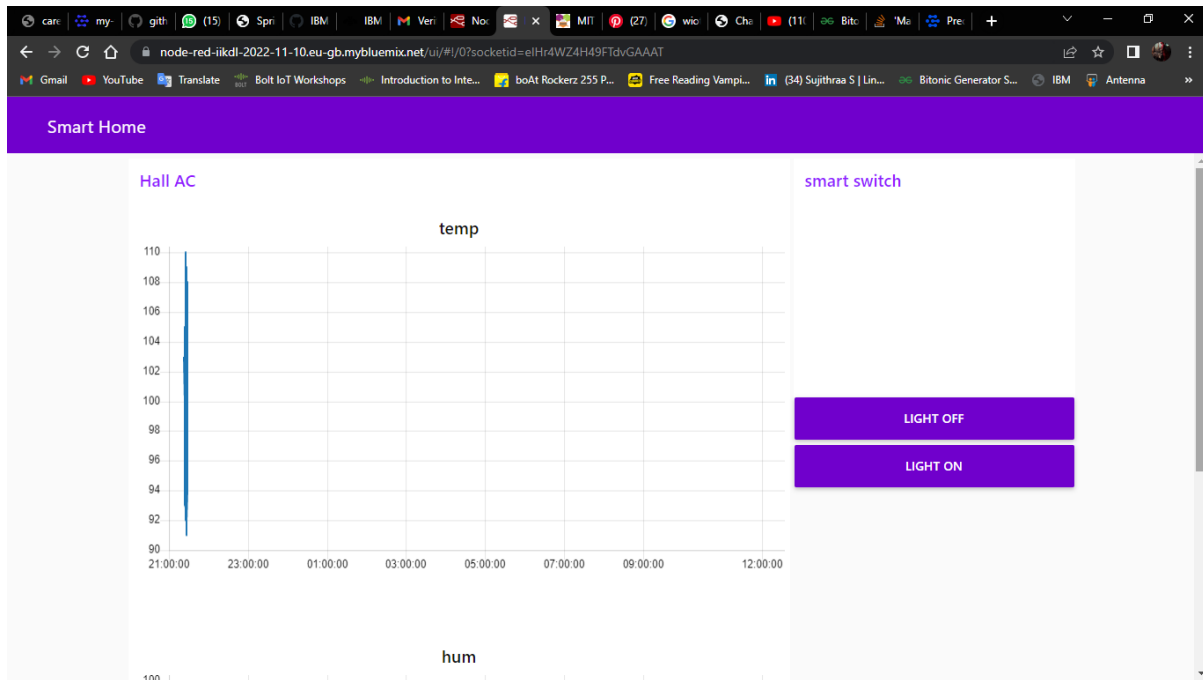 care my- gith (15) Spri IBM IBM Veri Noc MIT (27) wior Cha (11( Bito 'Ma Pre
node-red-iikdl-2022-11-10.eu-gb.mybluemix.net/ui/#!/0?socketid=elHr4WZ4H49FTdvGAAAT
Gmail YouTube Translate Bolt IoT Workshops Introduction to Inte... boAt Rockerz 255 P... Free Reading Vampi... (34) Sujithraa S | Lin... Bitonic Generator S... IBM Antenna »
Smart Home
Hall AC
temp
110
108
106
104
102
100
98
96
94
92
90
21:00:00 23:00:00 01:00:00 03:00:00 05:00:00 07:00:00 09:00:00 12:00:00
hum
100
smart switch
LIGHT OFF
LIGHT ON